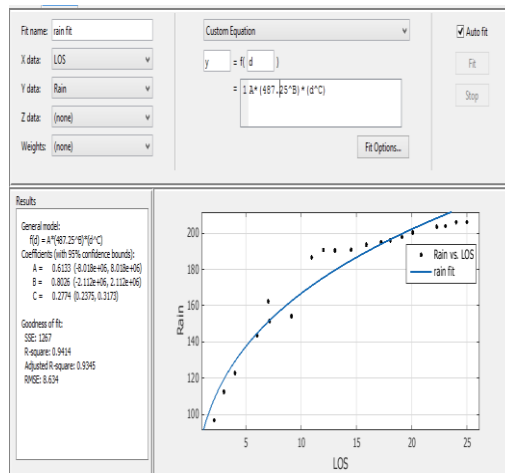 Fit name: rain fit
X data: LOS
Y data: Rain
Z data: (none)
Weights: (none)
Custom Equation
y = f( d )
= 1 A*(487.25^B)*(d^C)
Fit Options...
Auto fit
Fit
Stop
Results
General model:
f(d) = A*(487.25^B)*(d^C)
Coefficients (with 95% confidence bounds):
A = 0.6133 (-8.018e+06, 8.018e+06)
B = 0.8026 (-2.112e+06, 2.112e+06)
C = 0.2774 (0.2375, 0.3173)
Goodness of fit:
SSE: 1267
R-square: 0.9414
Adjusted R-square: 0.9345
RMSE: 8.634
200
180
160
140
120
100
Rain
Rain vs. LOS
rain fit
5
10
15
20
25
LOS